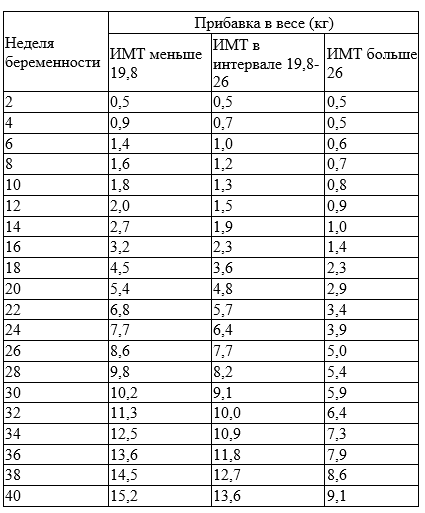 Неделя беременности | Прибавка в весе (кг)
ИМТ меньше 19,8 | ИМТ в интервале 19,8-26 | ИМТ больше 26
2 | 0,5 | 0,5 | 0,5
4 | 0,9 | 0,7 | 0,5
6 | 1,4 | 1,0 | 0,6
8 | 1,6 | 1,2 | 0,7
10 | 1,8 | 1,3 | 0,8
12 | 2,0 | 1,5 | 0,9
14 | 2,7 | 1,9 | 1,0
16 | 3,2 | 2,3 | 1,4
18 | 4,5 | 3,6 | 2,3
20 | 5,4 | 4,8 | 2,9
22 | 6,8 | 5,7 | 3,4
24 | 7,7 | 6,4 | 3,9
26 | 8,6 | 7,7 | 5,0
28 | 9,8 | 8,2 | 5,4
30 | 10,2 | 9,1 | 5,9
32 | 11,3 | 10,0 | 6,4
34 | 12,5 | 10,9 | 7,3
36 | 13,6 | 11,8 | 7,9
38 | 14,5 | 12,7 | 8,6
40 | 15,2 | 13,6 | 9,1